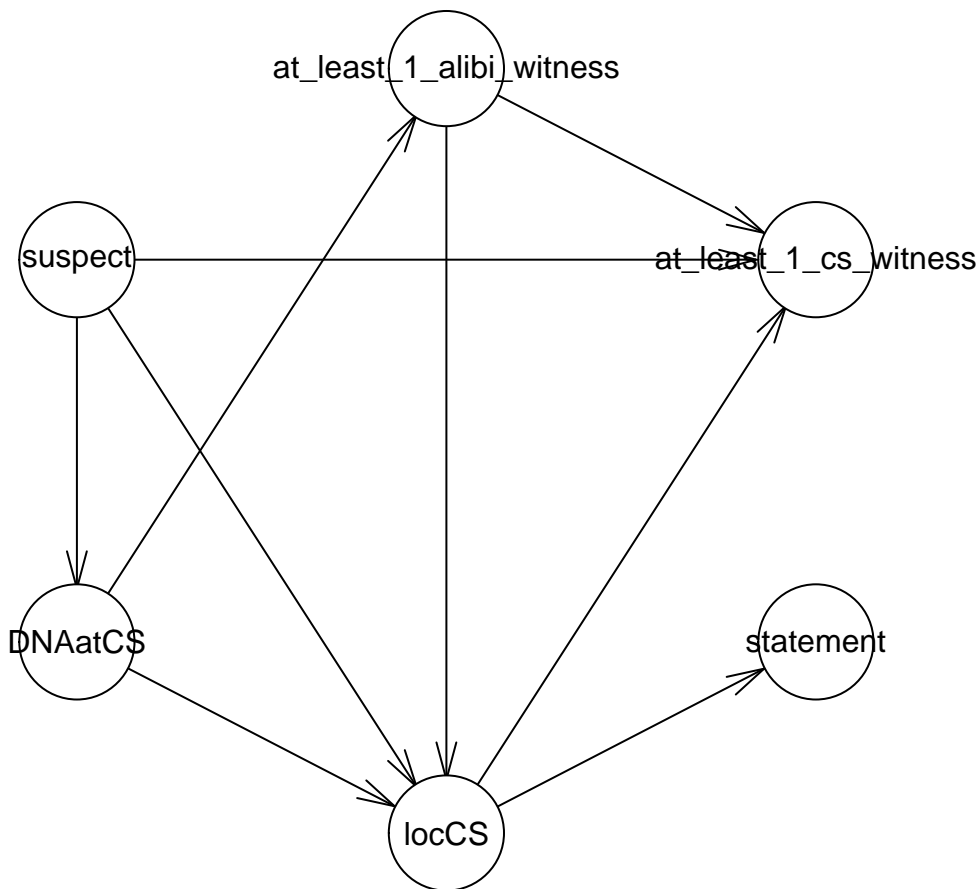 at_least_1_alibi_witness
suspect
at_least_1_cs_witness
DNAatCS
statement
locCS